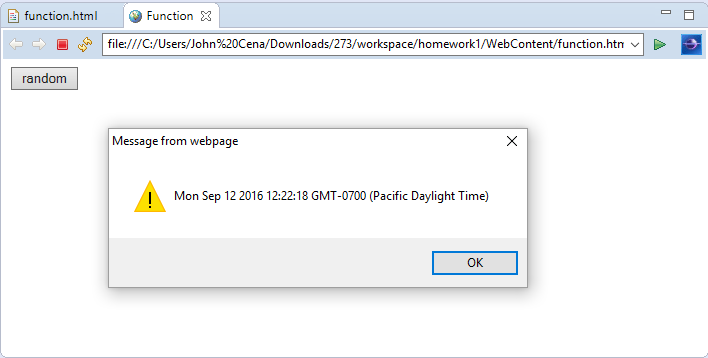 function.html
Function
file:///C:/Users/John%20Cena/Downloads/273/workspace/homework1/WebContent/function.htm
random
Message from webpage
Mon Sep 12 2016 12:22:18 GMT-0700 (Pacific Daylight Time)
OK